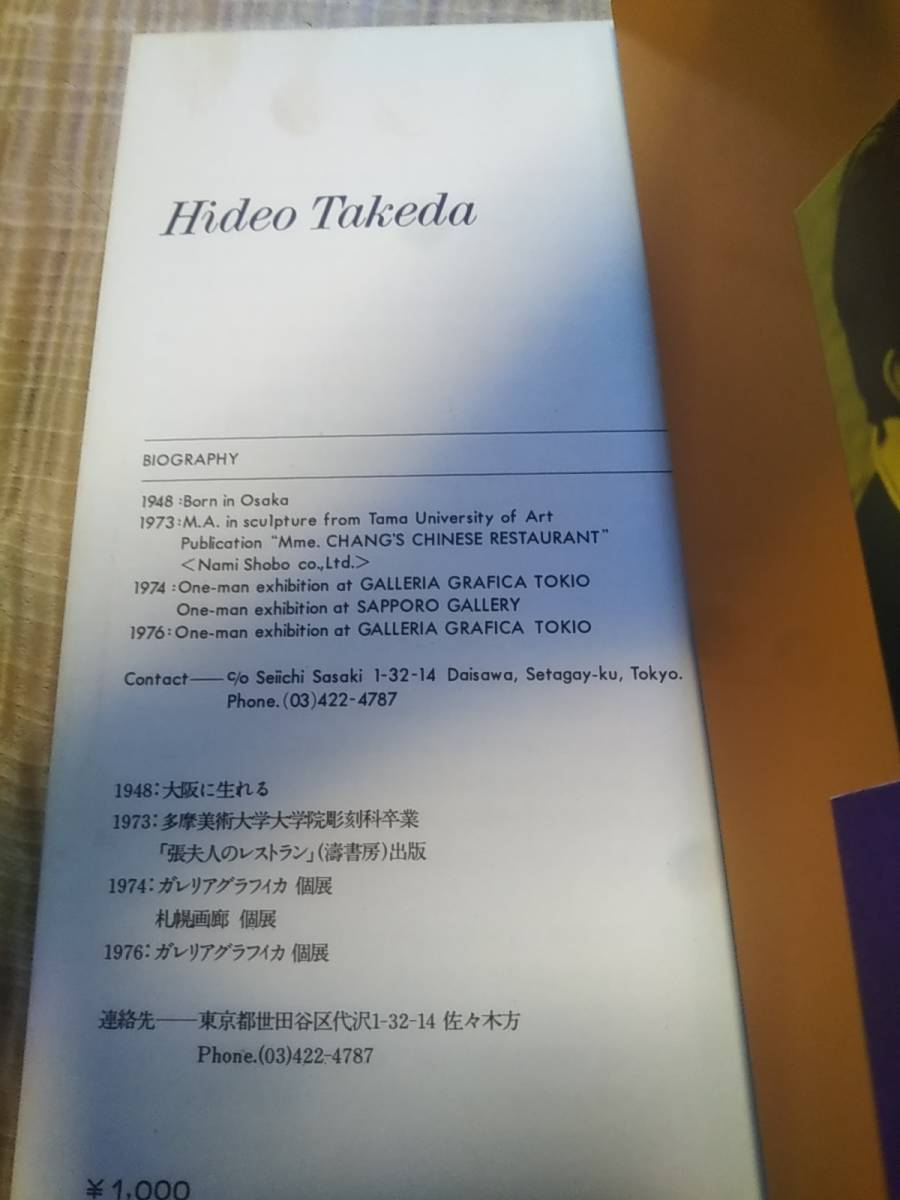 Hideo Takeda
BIOGRAPHY
1948 :Born in Osaka
1973:M.A. in sculpture from Tama University of Art
Publication "Mme. CHANG'S CHINESE RESTAURANT"
<Nami Shobo co.,Ltd.>
1974 :One-man exhibition at GALLERIA GRAFICA TOKIO
One-man exhibition at SAPPORO GALLERY
1976:One-man exhibition at GALLERIA GRAFICA TOKIO
Contact—c/o Seiichi Sasaki 1-32-14 Daisawa, Setagay-ku, Tokyo.
Phone.(03)422-4787
1948:大阪に生れる
1973:多摩美術大学大学院彫刻科卒業
「張夫人のレストラン」(濤書房)出版
1974:ガレリアグラフィカ 個展
札幌画廊 個展
1976:ガレリアグラフィカ 個展
連絡先——東京都世田谷区代沢1-32-14 佐々木方
Phone.(03)422-4787
¥1,000